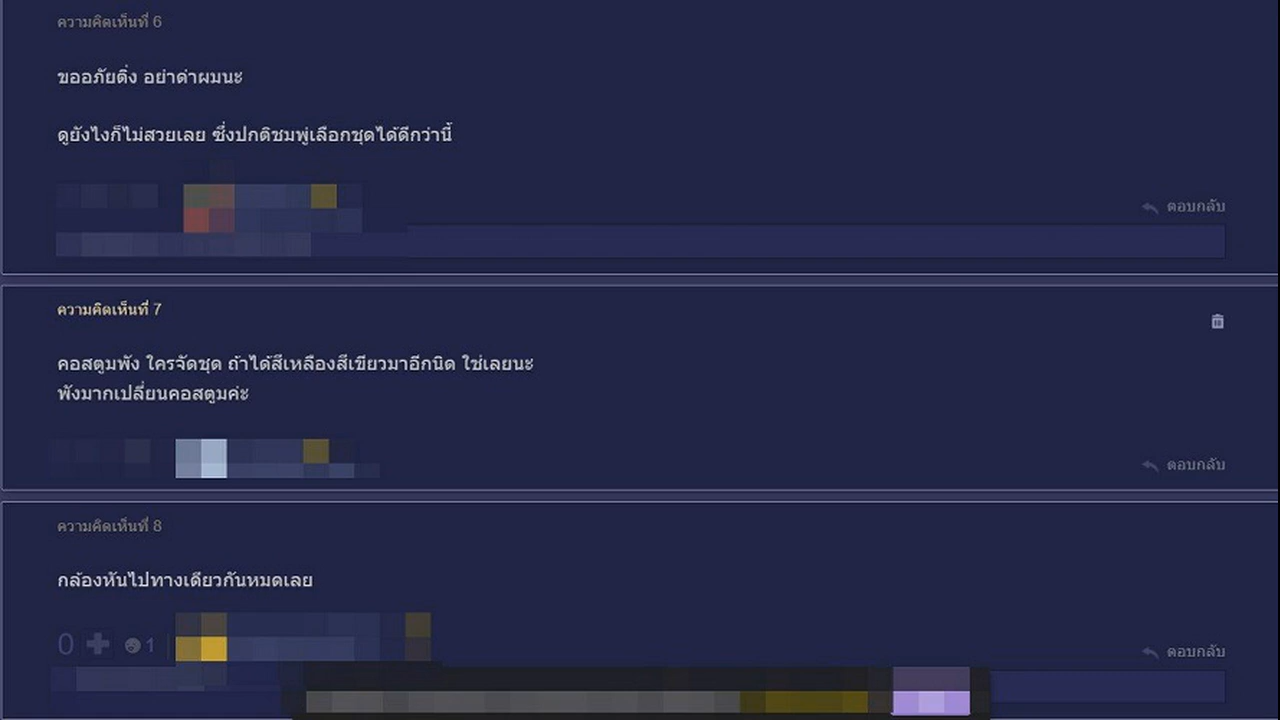 ความคิดเห็นที่ 6
ขออภัยดิ่ง อย่าด่าผมนะ
ดูยังไงก็ไม่สวยเลย ซึ่งปกติชมพู่เลือกชุดได้ดีกว่านี้
ตอบกลับ
ความคิดเห็นที่ 7
คอสตูมพัง ใครจัดชุด ถ้าได้สีเหลืองสีเขียวมาอีกนิด ใช่เลยนะ
พังมากเปลี่ยนคอสตูมค่ะ
ตอบกลับ
ความคิดเห็นที่ 8
กล้องหันไปทางเดียวกันหมดเลย
0 1
ตอบกลับ